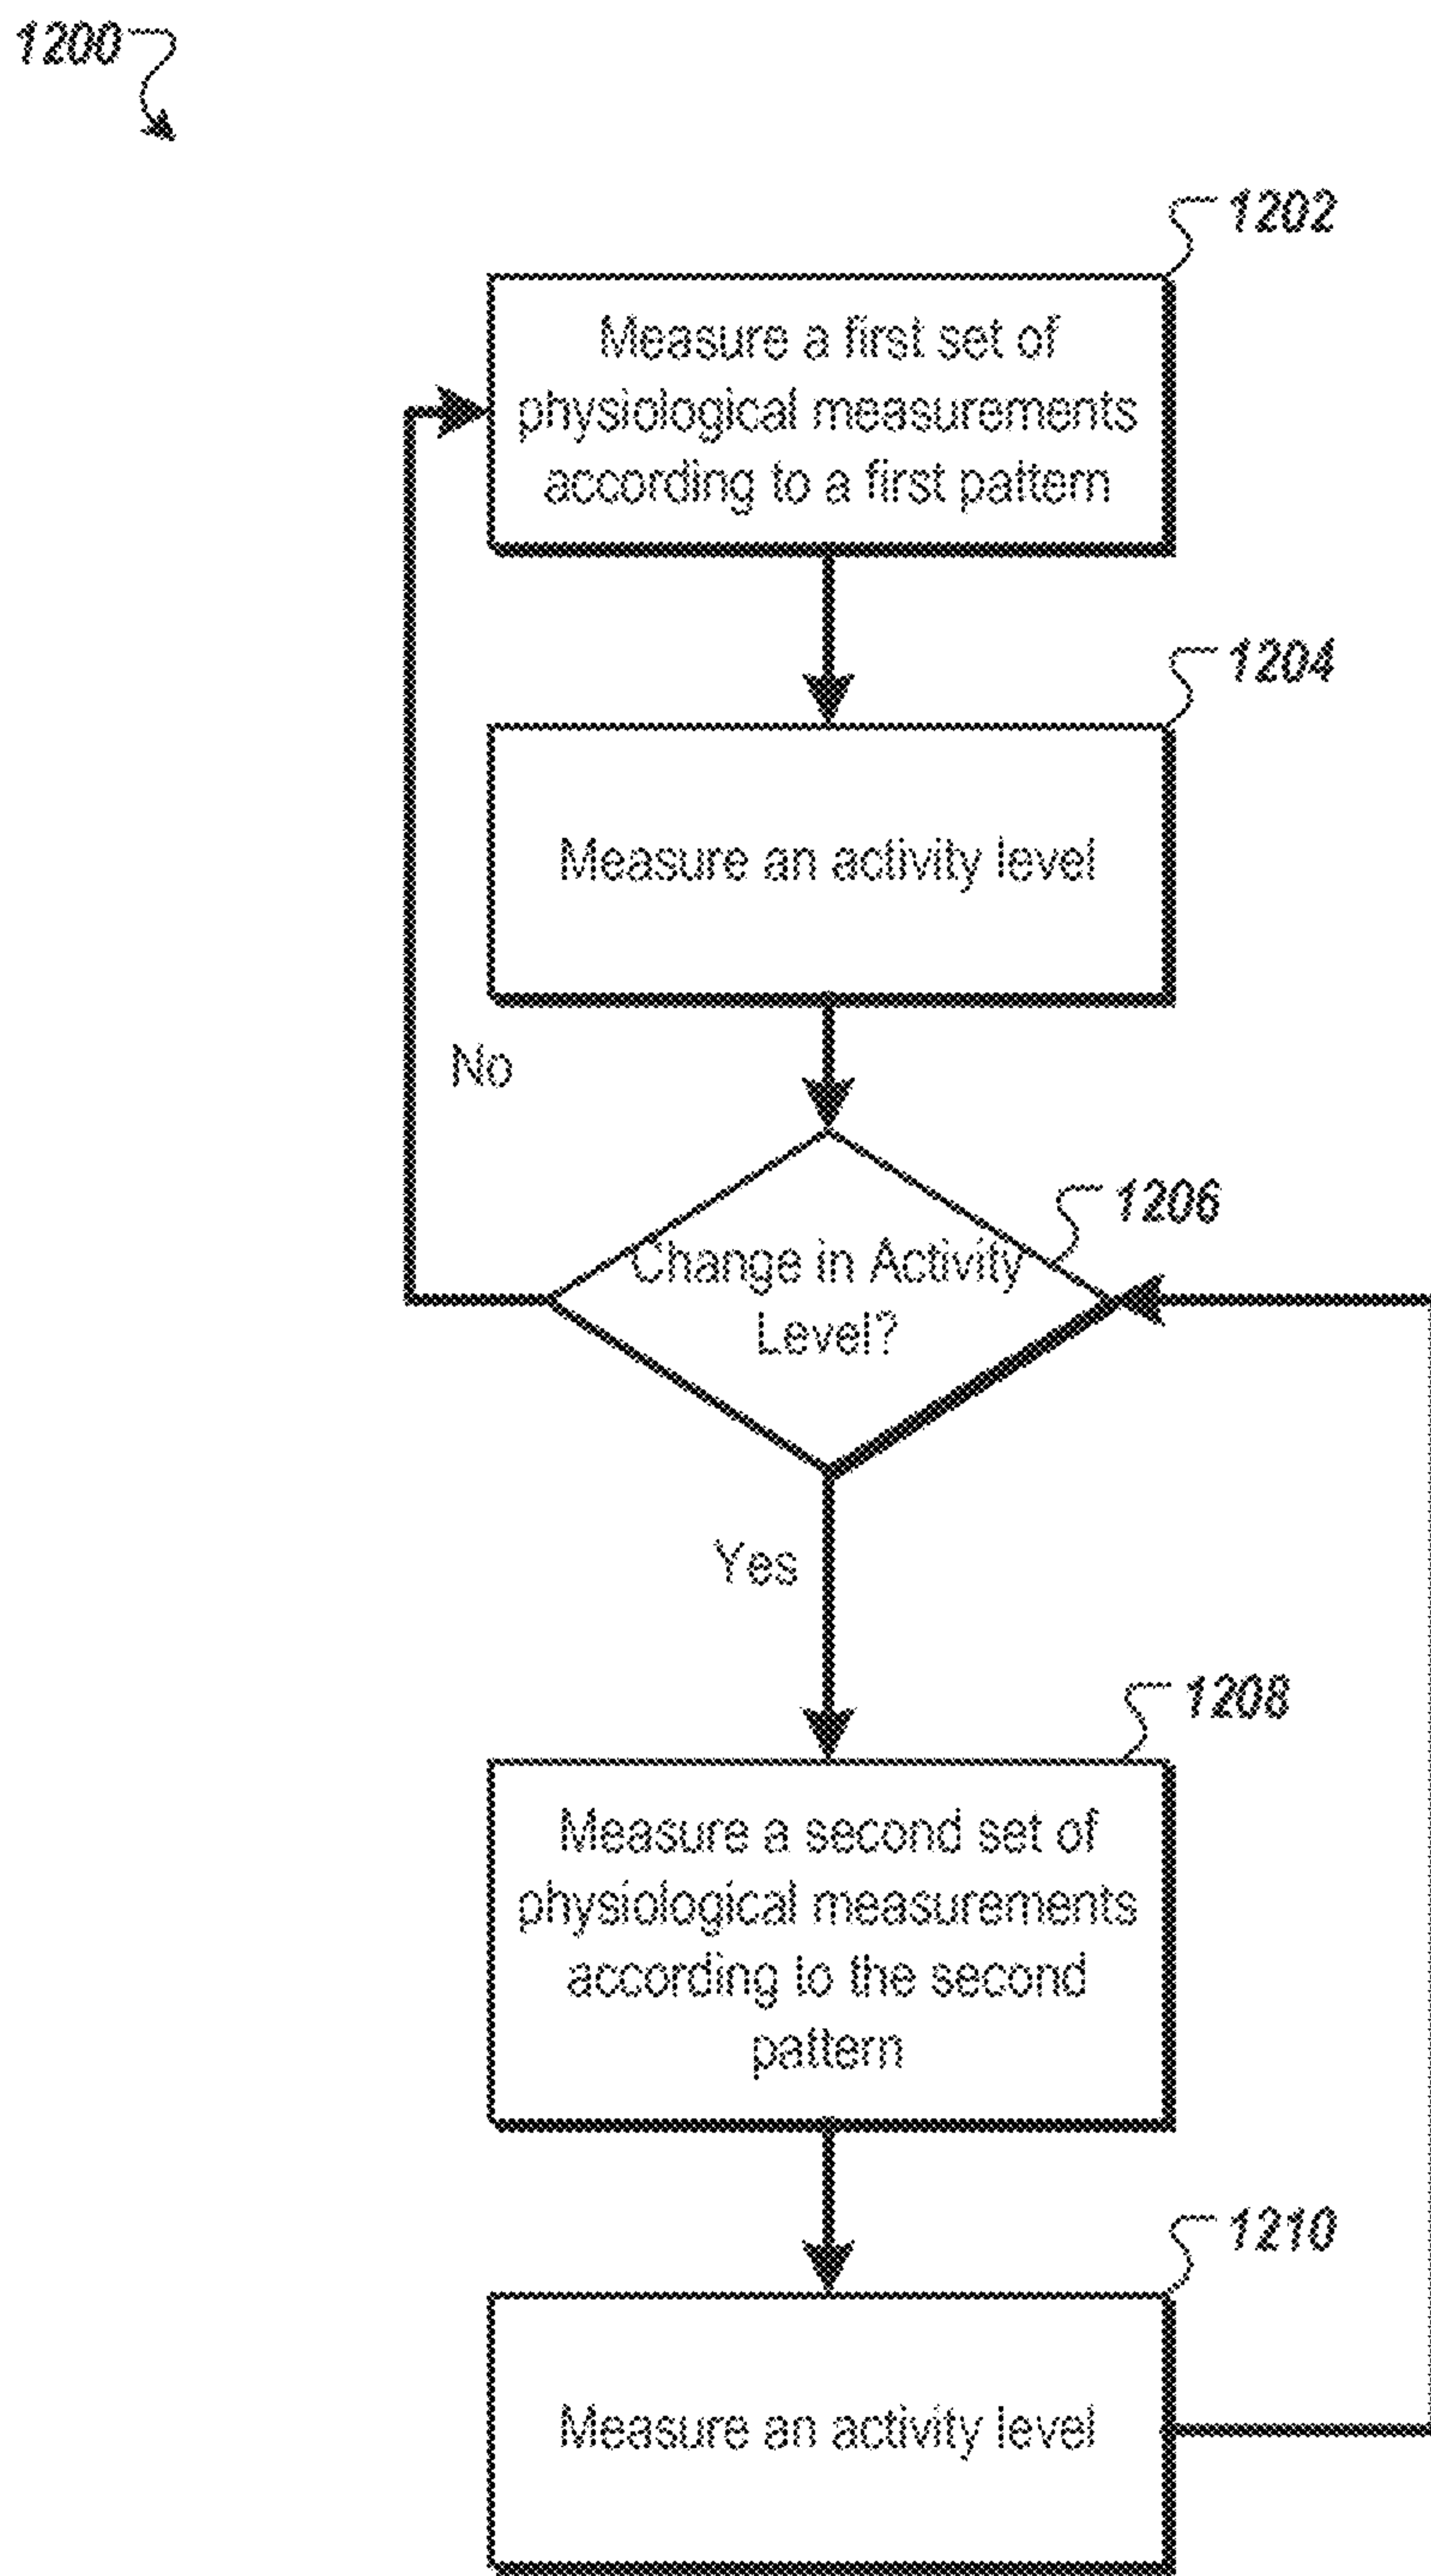 1200
1202
Measure a first set of
physiological measurements
according to a first pattern
1204
Measure an activity level
No
1206
Change in Activity
Level?
Yes
1208
Measure a second set of
physiological measurements
according to the second
pattern
1210
Measure an activity level